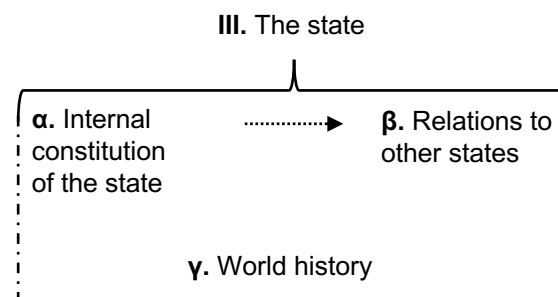 III. The state
α. Internal
constitution
of the state
β. Relations to
other states
γ. World history